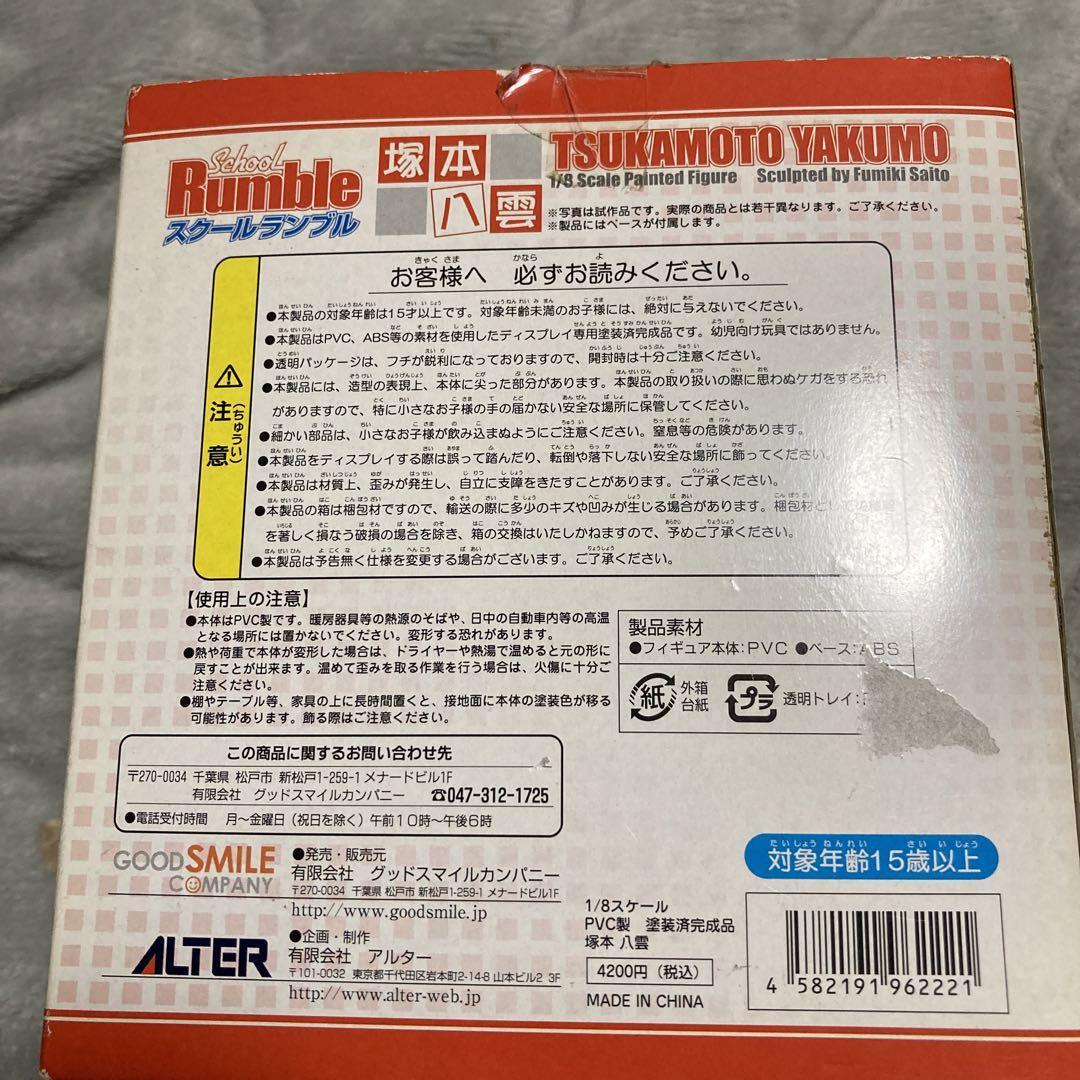 School Rumble
スクールランブル
塚本八雲
TSUKAMOTO YAKUMO
1/8 Scale Painted Figure Sculpted by Fumiki Saito
※写真は試作品です。実際の商品とは若干異なります。ご了承ください。
※製品にはベースが付属します。
お客様へ 必ずお読みください。
⚠注意(ちゅうい)
●本製品の対象年齢は15才以上です。対象年齢未満のお子様には、絶対に与えないでください。
●本製品はPVC、ABS等の素材を使用したディスプレイ専用塗装済完成品です。幼児向け玩具ではありません。
●透明パッケージは、フチが鋭利になっておりますので、開封時は十分ご注意ください。
●本製品には、造型の表現上、本体に尖った部分があります。本製品の取り扱いの際に思わぬケガをする恐れ
がありますので、特に小さなお子様の手の届かない安全な場所に保管してください。
●細かい部品は、小さなお子様が飲み込まぬようにご注意ください。窒息等の危険があります。
●本製品をディスプレイする際は誤って踏んだり、転倒や落下しない安全な場所に飾ってください。
●本製品は材質上、歪みが発生し、自立に支障をきたすことがあります。ご了承ください。
●本製品の箱は梱包材ですので、輸送の際に多少のキズや凹みが生じる場合があります。梱包材として
を著しく損なう破損の場合を除き、箱の交換はいたしかねますので、予めご了承ください。
●本製品は予告無く仕様を変更する場合がございます。ご了承ください。
【使用上の注意】
●本体はPVC製です。暖房器具等の熱源のそばや、日中の自動車内等の高温
となる場所には置かないでください。変形する恐れがあります。
●熱や荷重で本体が変形した場合は、ドライヤーや熱湯で温めると元の形に
戻すことが出来ます。温めて歪みを取る作業を行う場合は、火傷に十分ご
注意ください。
●棚やテーブル等、家具の上に長時間置くと、接地面に本体の塗装色が移る
可能性があります。飾る際はご注意ください。
製品素材
●フィギュア本体:PVC ●ベース:ABS
紙 外箱
台紙
プラ 透明トレイ:
この商品に関するお問い合わせ先
〒270-0034 千葉県 松戸市 新松戸1-259-1 メナードビル1F
有限会社 グッドスマイルカンパニー ☎047-312-1725
●電話受付時間 月〜金曜日(祝日を除く)午前10時〜午後6時
GOOD SMILE
COMPANY
●発売・販売元
有限会社 グッドスマイルカンパニー
〒270-0034 千葉県 松戸市 新松戸1-259-1 メナードビル1F
http://www.goodsmile.jp
ALTER
●企画・制作
有限会社 アルター
〒101-0032 東京都千代田区岩本町2-14-8 山本ビル2 3F
http://www.alter-web.jp
対象年齢15歳以上
1/8スケール
PVC製 塗装済完成品
塚本 八雲
4200円(税込)
MADE IN CHINA
4 582191 962221